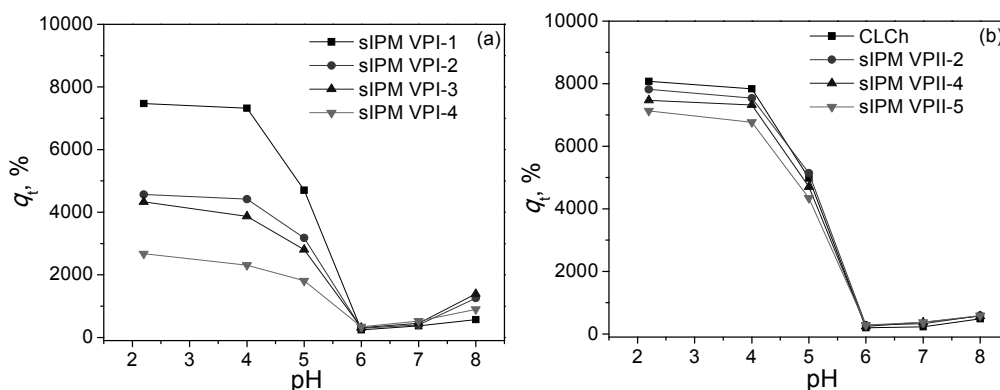 (a)
sIPM VPI-1
sIPM VPI-2
sIPM VPI-3
sIPM VPI-4
10000
8000
6000
4000
2000
0
qt, %
2 3 4 5 6 7 8
pH
(b)
CLCh
sIPM VPII-2
sIPM VPII-4
sIPM VPII-5
10000
8000
6000
4000
2000
0
qt, %
2 3 4 5 6 7 8
pH